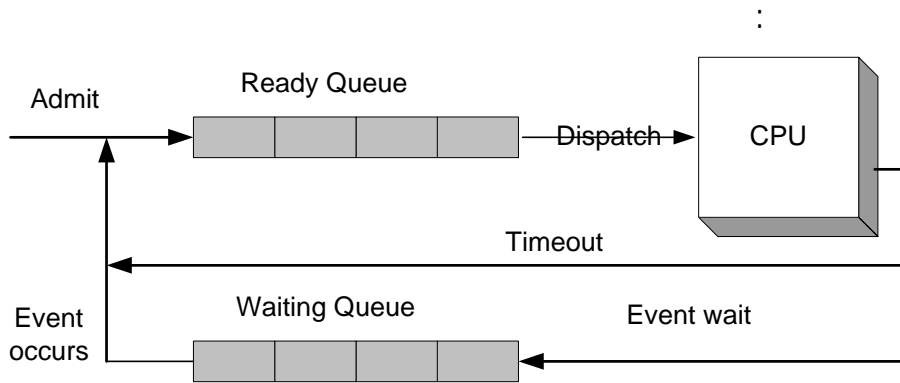 :
Ready Queue
Admit
Dispatch
CPU
Timeout
Waiting Queue
Event wait
Event
occurs